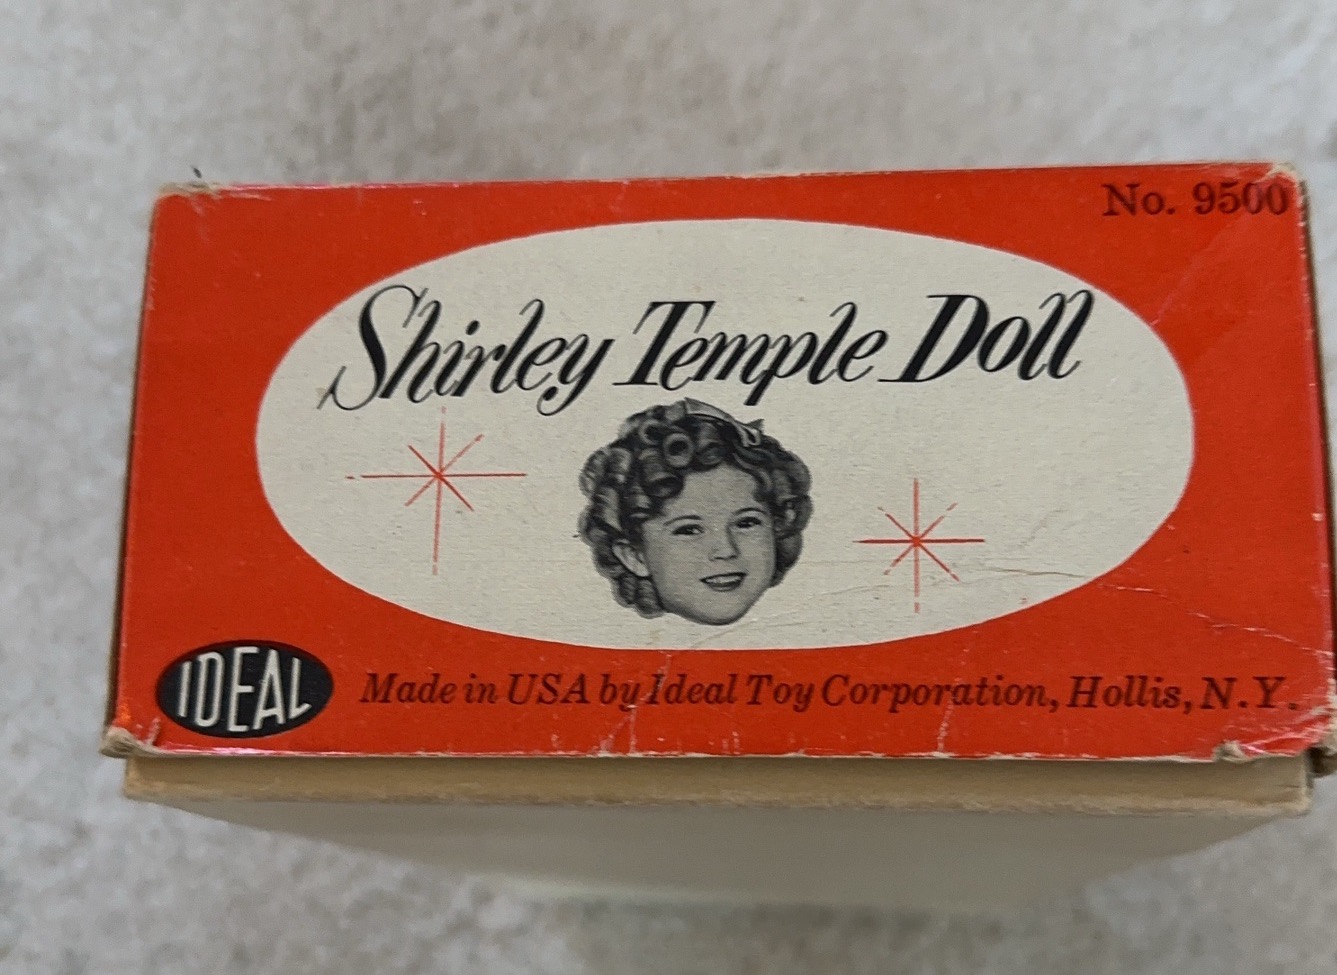 No. 9500
Shirley Temple Doll
IDEAL
Made in USA by Ideal Toy Corporation, Hollis, N.Y.